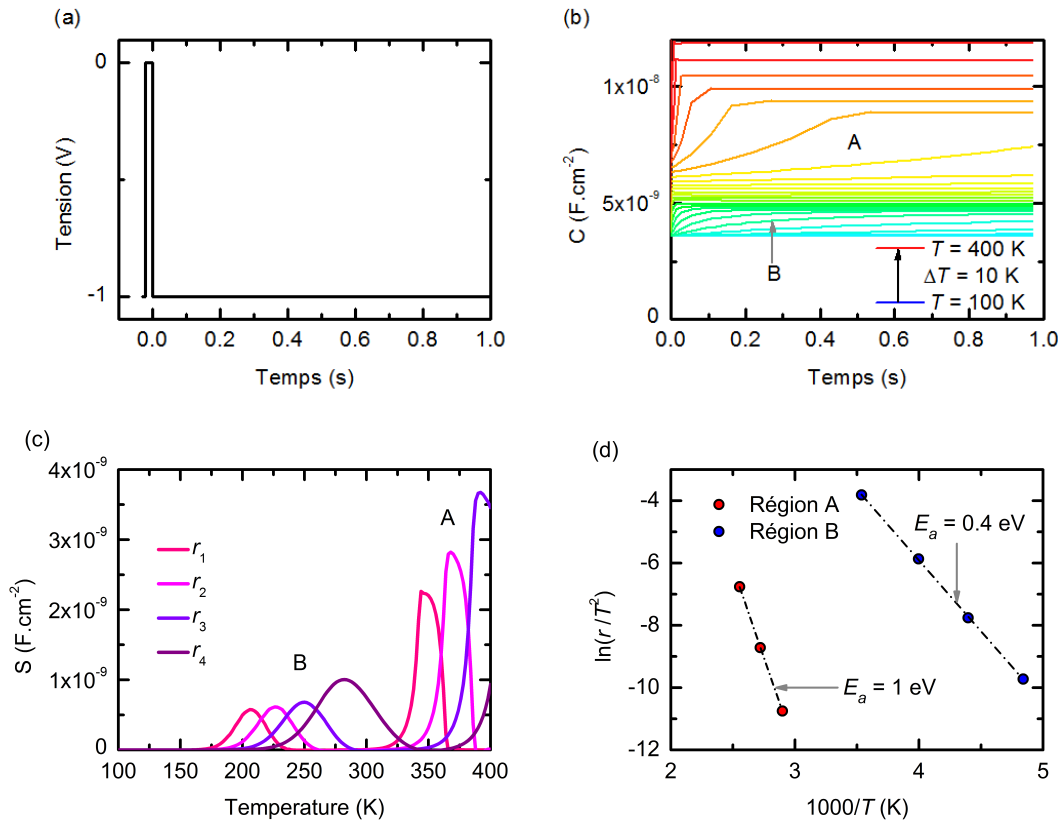 (a)
0
-1
Tension (V)
0.0 0.2 0.4 0.6 0.8 1.0
Temps (s)
(b)
1x10⁻⁸
5x10⁻⁹
0
C (F.cm⁻²)
A
B
T = 400 K
ΔT = 10 K
T = 100 K
0.0 0.2 0.4 0.6 0.8 1.0
Temps (s)
(c)
4x10⁻⁹
3x10⁻⁹
2x10⁻⁹
1x10⁻⁹
0
S (F.cm⁻²)
r₁
r₂
r₃
r₄
B
A
100 150 200 250 300 350 400
Temperature (K)
(d)
-4
-6
-8
-10
-12
ln(r/T²)
Région A
Région B
Eₐ = 0.4 eV
Eₐ = 1 eV
2 3 4 5
1000/T (K)